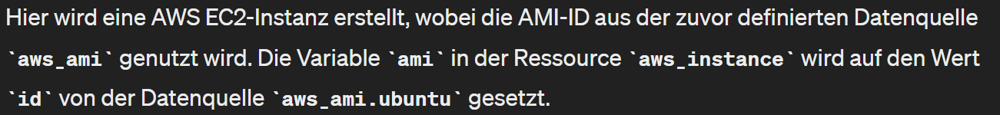 Hier wird eine AWS EC2-Instanz erstellt, wobei die AMI-ID aus der zuvor definierten Datenquelle
`aws_ami` genutzt wird. Die Variable `ami` in der Ressource `aws_instance` wird auf den Wert
`id` von der Datenquelle `aws_ami.ubuntu` gesetzt.